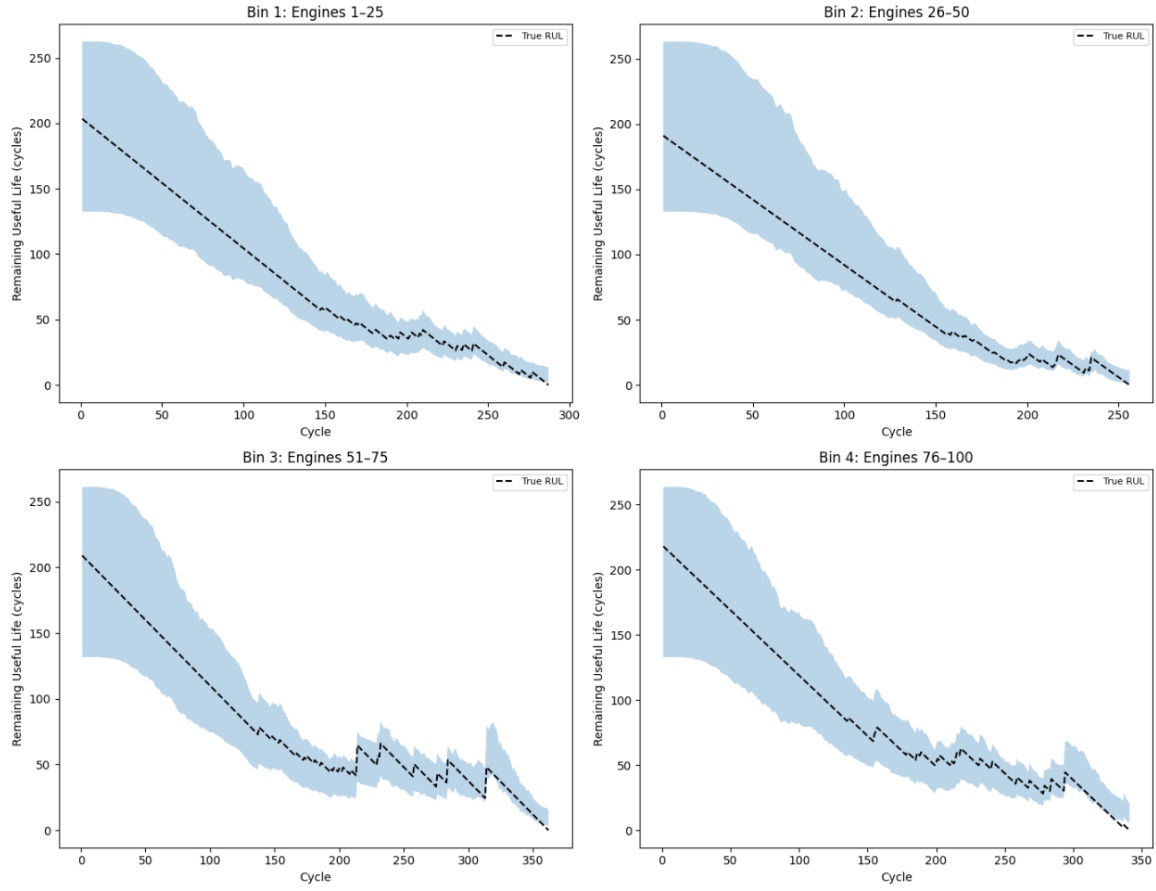 Bin 1: Engines 1–25
True RUL
Remaining Useful Life (cycles)
250
200
150
100
50
0
0 50 100 150 200 250 300
Cycle
Bin 2: Engines 26–50
True RUL
Remaining Useful Life (cycles)
250
200
150
100
50
0
0 50 100 150 200 250
Cycle
Bin 3: Engines 51–75
True RUL
Remaining Useful Life (cycles)
250
200
150
100
50
0
0 50 100 150 200 250 300 350
Cycle
Bin 4: Engines 76–100
True RUL
Remaining Useful Life (cycles)
250
200
150
100
50
0
0 50 100 150 200 250 300 350
Cycle